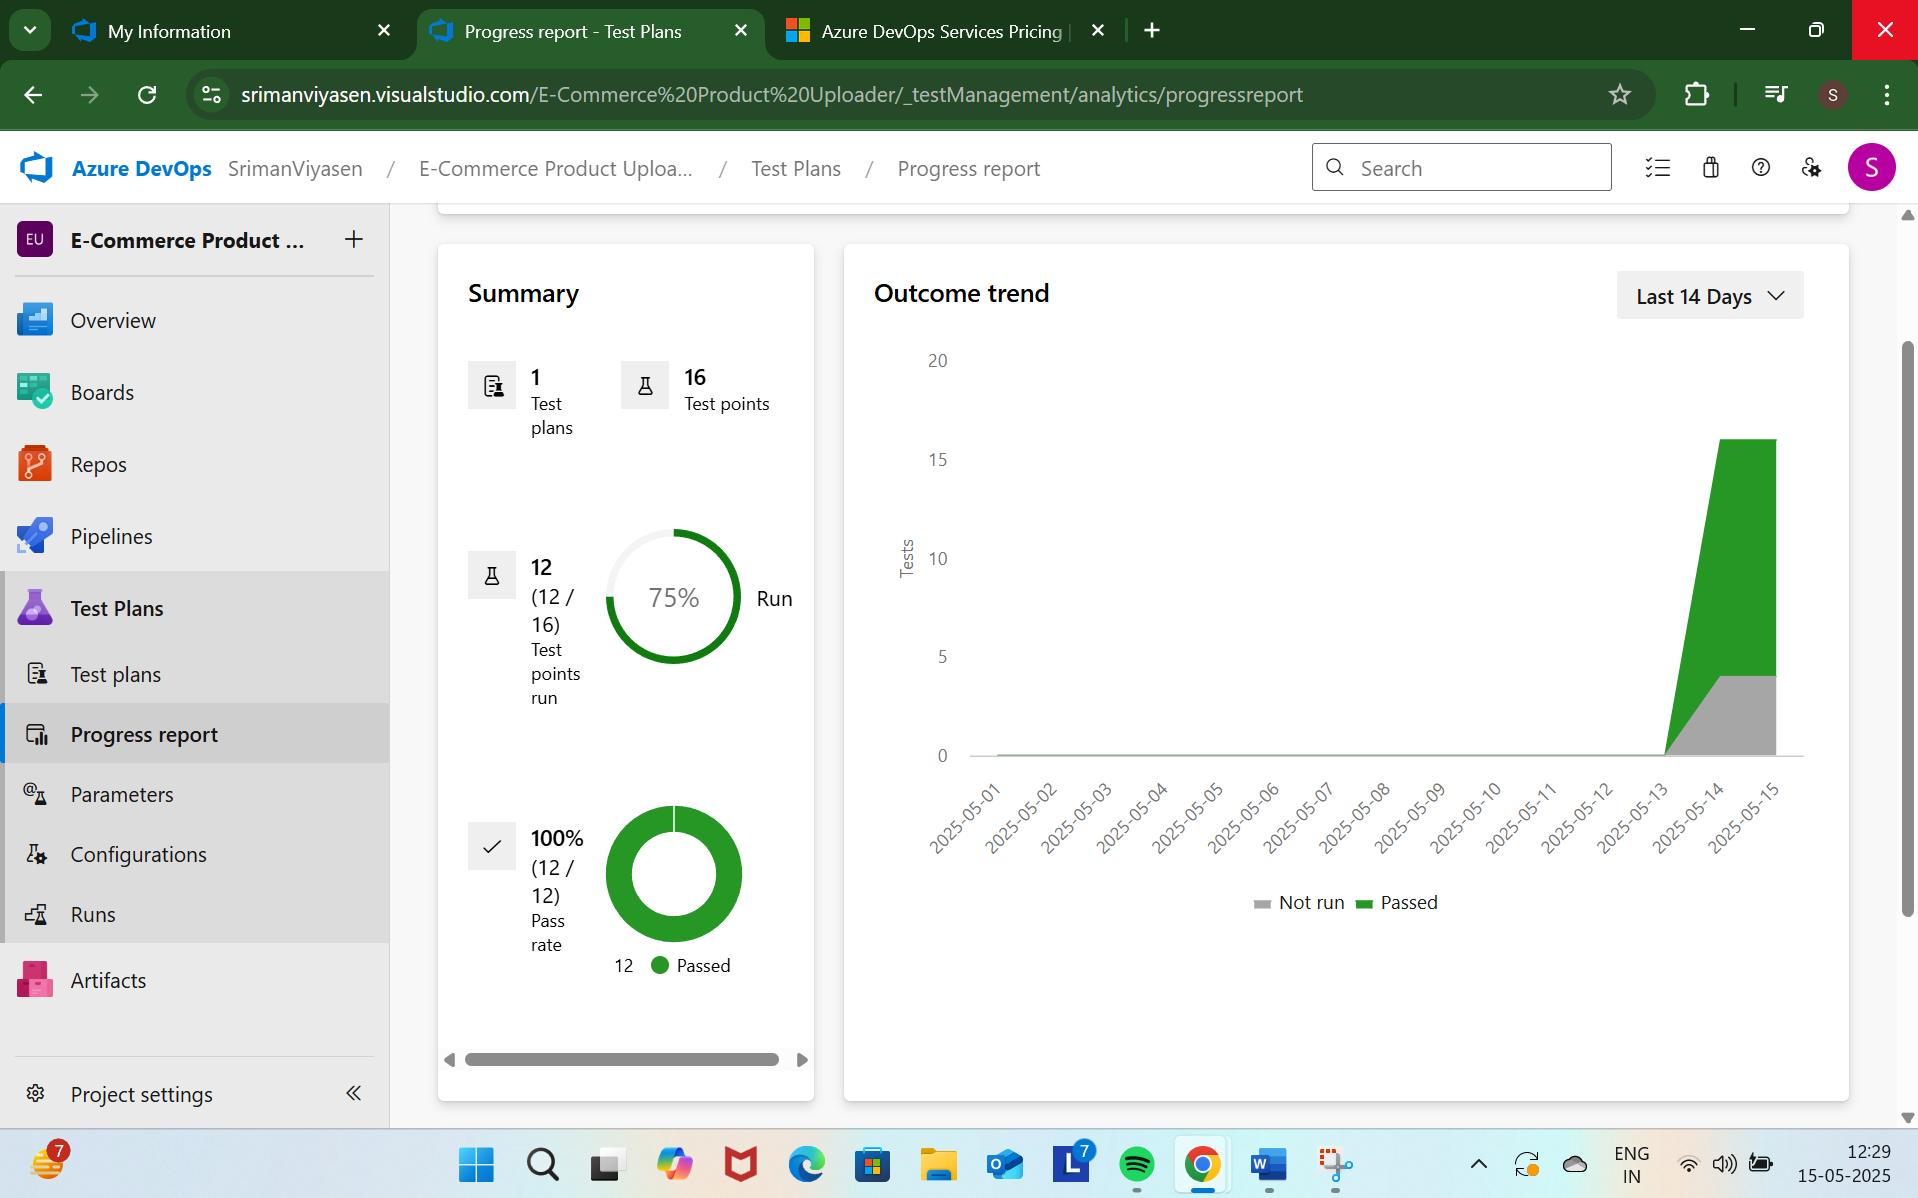 My Information
Progress report - Test Plans
Azure DevOps Services Pricing
srimanviyasen.visualstudio.com/E-Commerce%20Product%20Uploader/_testManagement/analytics/progressreport
S
Azure DevOps SrimanViyasen / E-Commerce Product Uploa... / Test Plans / Progress report
Search
S
EU E-Commerce Product ...
Overview
Boards
Repos
Pipelines
Test Plans
Test plans
Progress report
Parameters
Configurations
Runs
Artifacts
Project settings
Summary
1
Test
plans
16
Test points
12
(12 /
16)
Test
points
run
75%
Run
100%
(12 /
12)
Pass
rate
12 Passed
Outcome trend
Last 14 Days
Tests
20
15
10
5
0
2025-05-01
2025-05-02
2025-05-03
2025-05-04
2025-05-05
2025-05-06
2025-05-07
2025-05-08
2025-05-09
2025-05-10
2025-05-11
2025-05-12
2025-05-13
2025-05-14
2025-05-15
Not run Passed
7
L
7
W
ENG
IN
12:29
15-05-2025